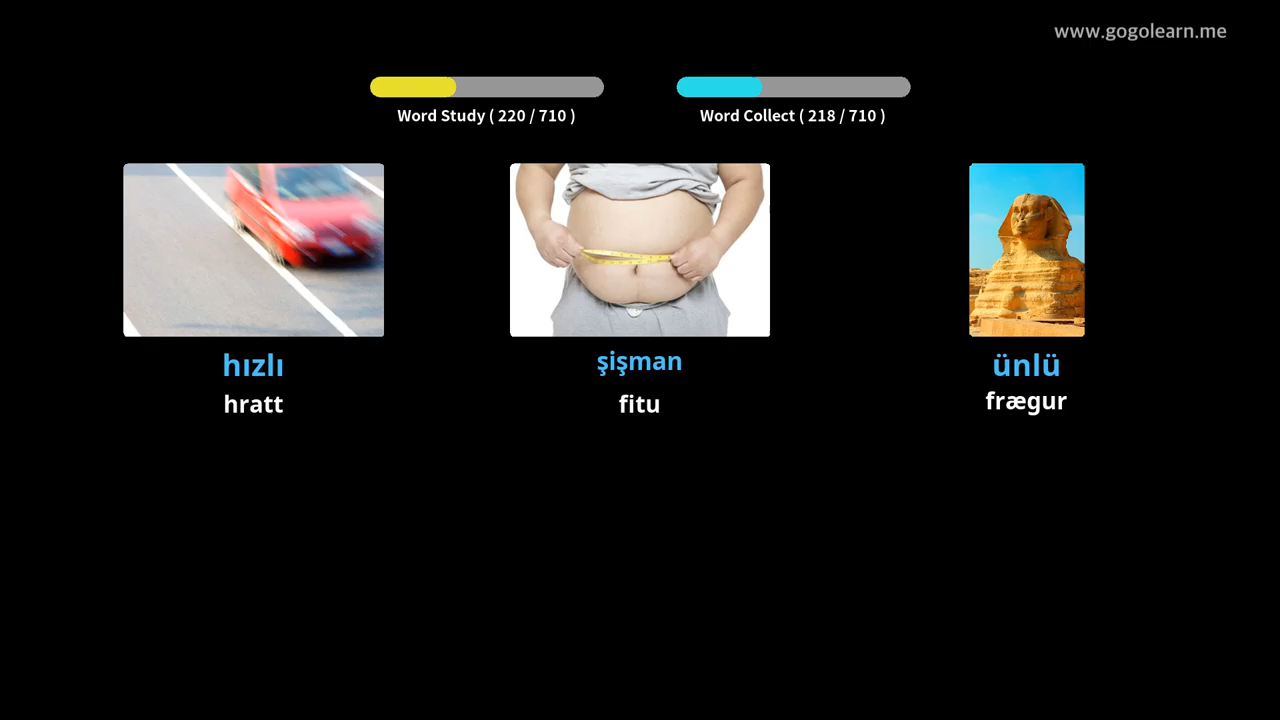 www.gogolearn.me
Word Study ( 220 / 710 )
Word Collect ( 218 / 710 )
hızlı
hratt
şişman
fitu
ünlü
frægur